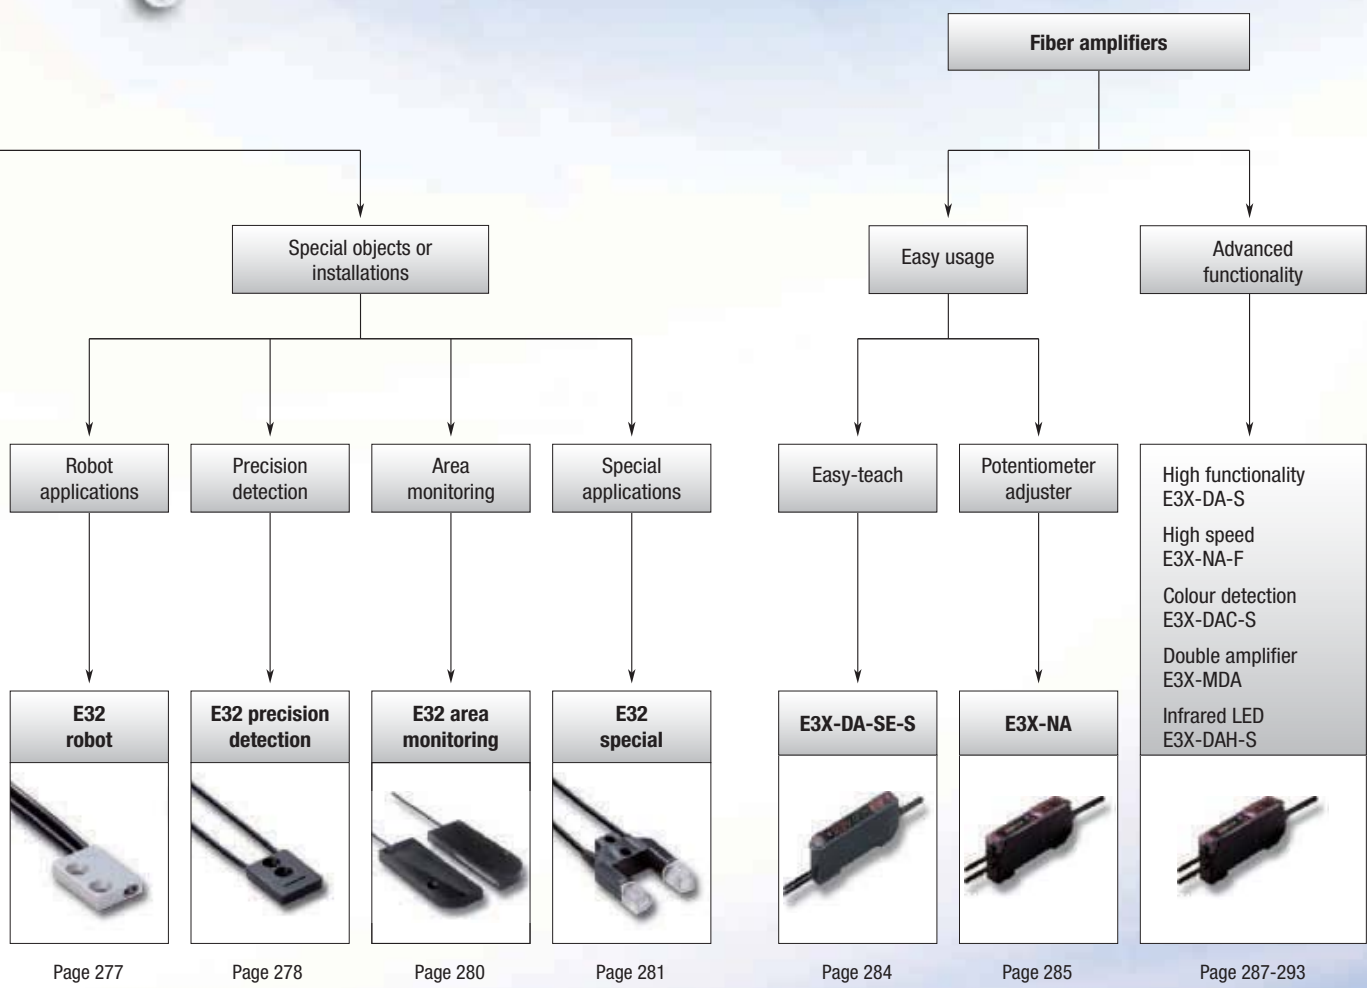 Fiber amplifiers
Special objects or
installations
Easy usage
Advanced
functionality
Robot
applications
Precision
detection
Area
monitoring
Special
applications
Easy-teach
Potentiometer
adjuster
High functionality
E3X-DA-S
High speed
E3X-NA-F
Colour detection
E3X-DAC-S
Double amplifier
E3X-MDA
Infrared LED
E3X-DAH-S
E32
robot
E32 precision
detection
E32 area
monitoring
E32
special
E3X-DA-SE-S
E3X-NA
Page 277
Page 278
Page 280
Page 281
Page 284
Page 285
Page 287-293